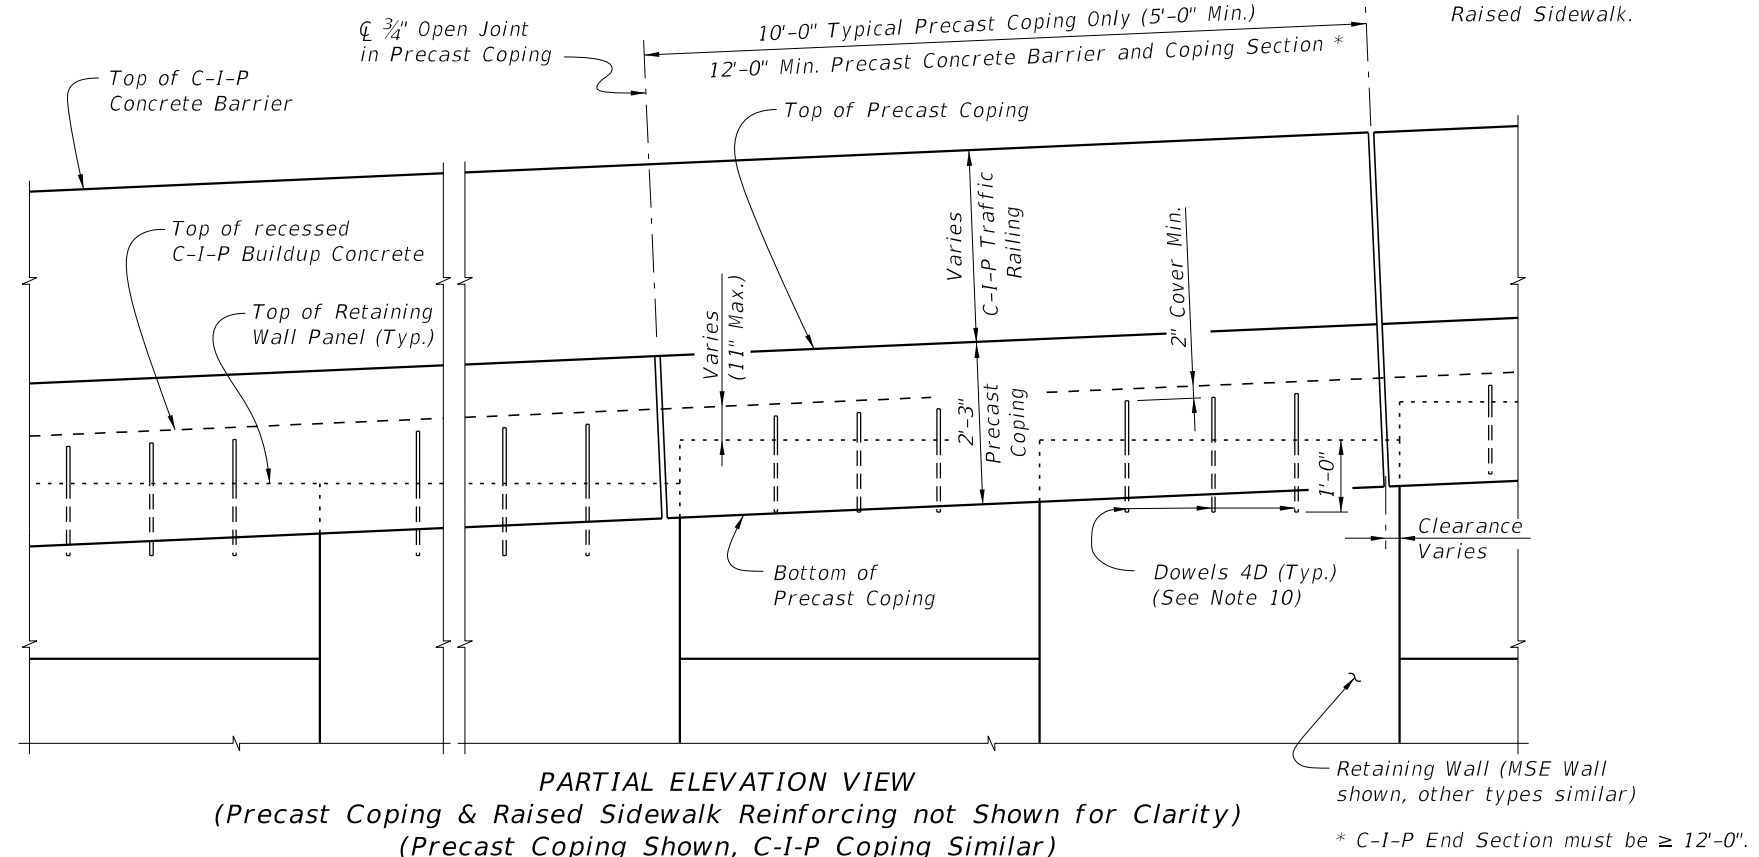 ℄ ¾" Open Joint
in Precast Coping
10'-0" Typical Precast Coping Only (5'-0" Min.)
12'-0" Min. Precast Concrete Barrier and Coping Section *
Raised Sidewalk.
Top of C-I-P
Concrete Barrier
Top of Precast Coping
Top of recessed
C-I-P Buildup Concrete
Top of Retaining
Wall Panel (Typ.)
Varies
(11" Max.)
Varies
C-I-P Traffic
Railing
2" Cover Min.
2'-3"
Precast
Coping
1'-0"
Clearance
Varies
Bottom of
Precast Coping
Dowels 4D (Typ.)
(See Note 10)
Retaining Wall (MSE Wall
shown, other types similar)
* C-I-P End Section must be ≥ 12'-0".
PARTIAL ELEVATION VIEW
(Precast Coping & Raised Sidewalk Reinforcing not Shown for Clarity)
(Precast Coping Shown, C-I-P Coping Similar)